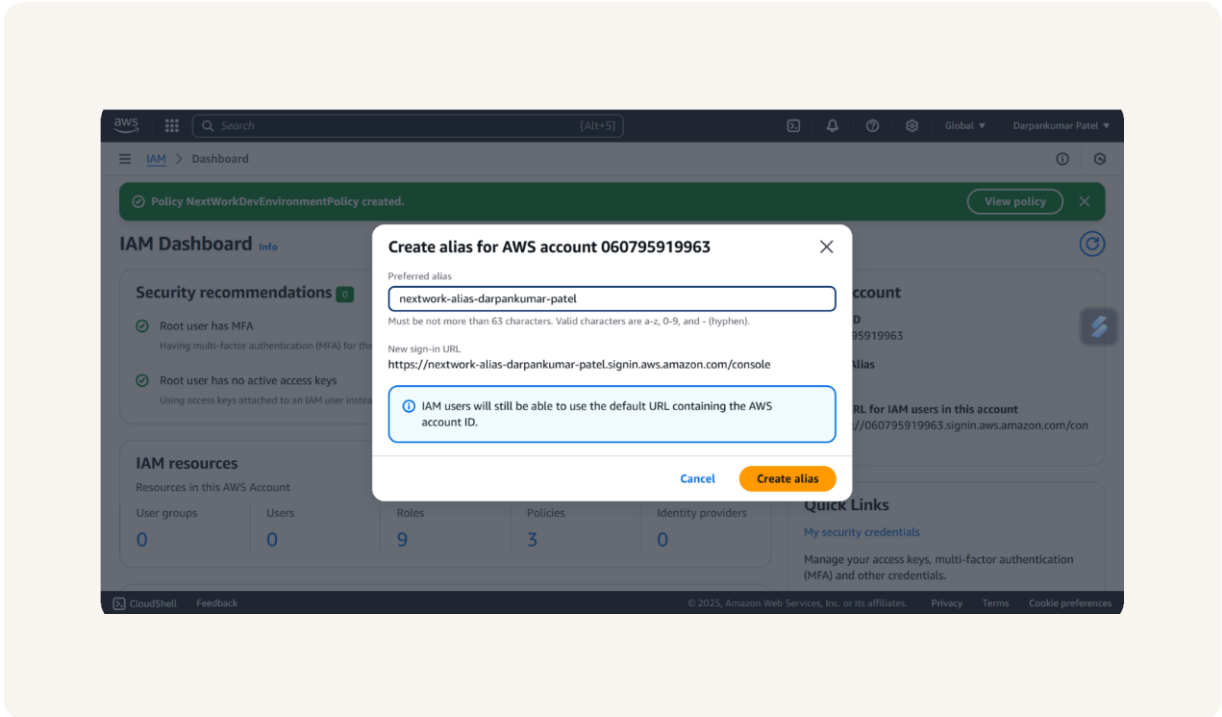 aws
Search
[Alt+S]
Global
Darpankumar Patel
IAM
Dashboard
Policy NextWorkDevEnvironmentPolicy created.
View policy
IAM Dashboard Info
Create alias for AWS account 060795919963
Preferred alias
nextwork-alias-darpankumar-patel
Must be not more than 63 characters. Valid characters are a-z, 0-9, and - (hyphen).
New sign-in URL
https://nextwork-alias-darpankumar-patel.signin.aws.amazon.com/console
IAM users will still be able to use the default URL containing the AWS
account ID.
Cancel
Create alias
Security recommendations 0
Root user has MFA
Having multi-factor authentication (MFA) for the
Root user has no active access keys
Using access keys attached to an IAM user instea
IAM resources
Resources in this AWS Account
User groups
0
Users
0
Roles
9
Policies
3
Identity providers
0
ccount
D
95919963
Alias
RL for IAM users in this account
://060795919963.signin.aws.amazon.com/con
Quick Links
My security credentials
Manage your access keys, multi-factor authentication
(MFA) and other credentials.
CloudShell
Feedback
© 2025, Amazon Web Services, Inc. or its affiliates.
Privacy
Terms
Cookie preferences